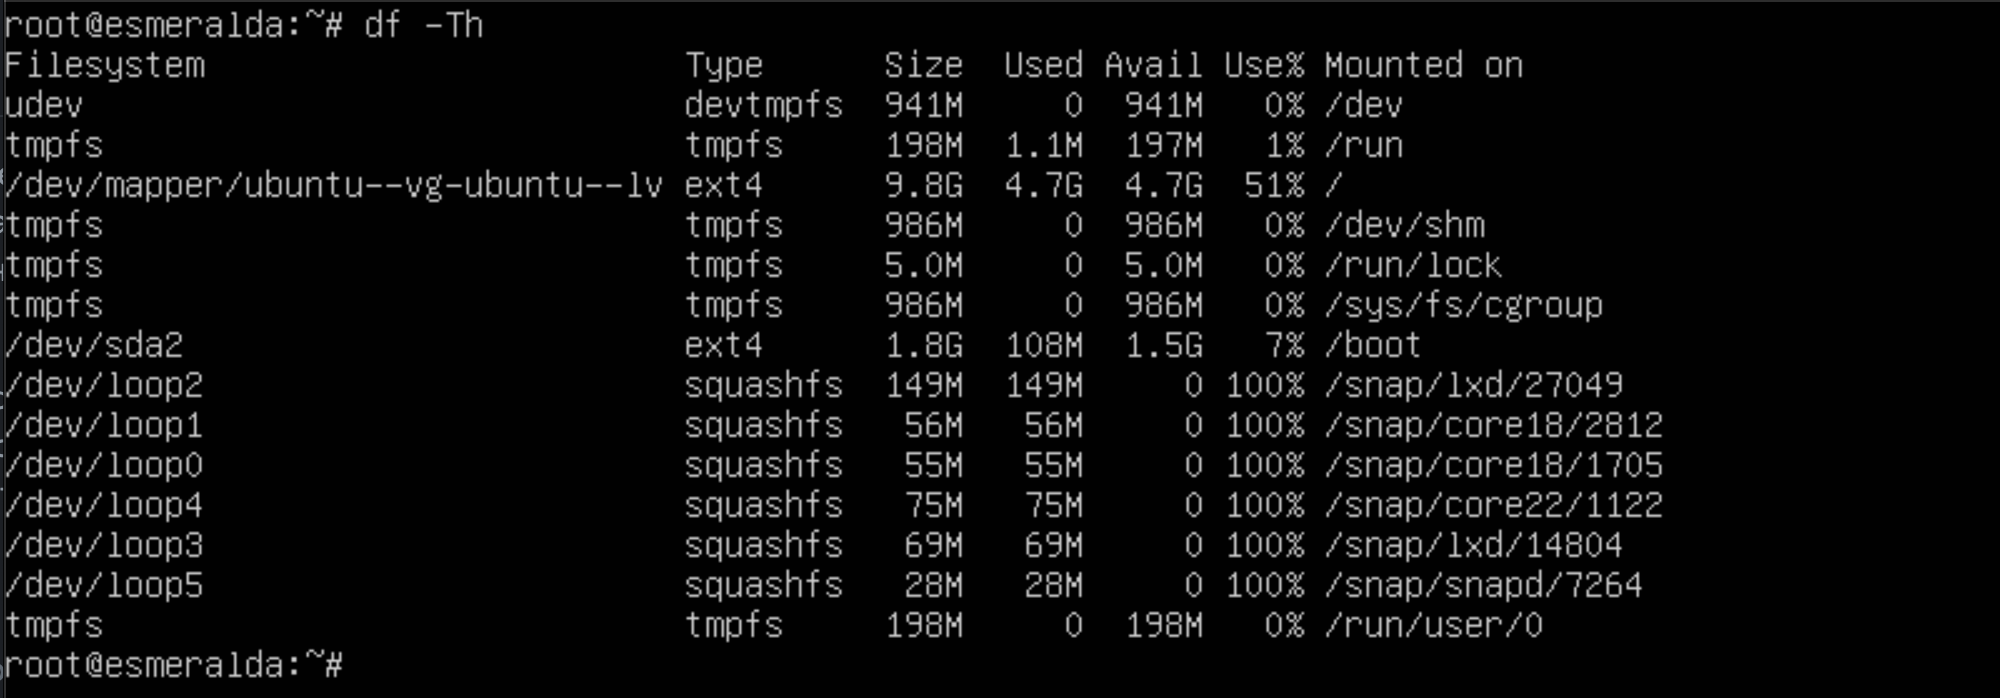 root@esmeralda:~# df -Th
Filesystem                        Type      Size  Used Avail Use% Mounted on
udev                              devtmpfs  941M     0  941M   0% /dev
tmpfs                             tmpfs     198M  1.1M  197M   1% /run
/dev/mapper/ubuntu--vg-ubuntu--lv ext4      9.8G  4.7G  4.7G  51% /
tmpfs                             tmpfs     986M     0  986M   0% /dev/shm
tmpfs                             tmpfs     5.0M     0  5.0M   0% /run/lock
tmpfs                             tmpfs     986M     0  986M   0% /sys/fs/cgroup
/dev/sda2                         ext4      1.8G  108M  1.5G   7% /boot
/dev/loop2                        squashfs  149M  149M     0 100% /snap/lxd/27049
/dev/loop1                        squashfs   56M   56M     0 100% /snap/core18/2812
/dev/loop0                        squashfs   55M   55M     0 100% /snap/core18/1705
/dev/loop4                        squashfs   75M   75M     0 100% /snap/core22/1122
/dev/loop3                        squashfs   69M   69M     0 100% /snap/lxd/14804
/dev/loop5                        squashfs   28M   28M     0 100% /snap/snapd/7264
tmpfs                             tmpfs     198M     0  198M   0% /run/user/0
root@esmeralda:~#